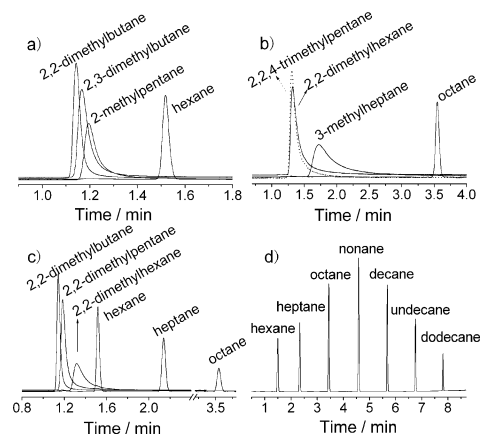 a)
2,2-dimethylbutane
2,3-dimethylbutane
2-methylpentane
hexane
1.0 1.2 1.4 1.6 1.8
Time / min
b)
2,2,4-trimethylpentane
2,2-dimethylhexane
3-methylheptane
octane
1.0 1.5 2.0 2.5 3.0 3.5 4.0
Time / min
c)
2,2-dimethylbutane
2,2-dimethylpentane
2,2-dimethylhexane
hexane
heptane
octane
0.8 1.2 1.6 2.0 3.5
Time / min
d)
hexane
heptane
octane
nonane
decane
undecane
dodecane
1 2 3 4 5 6 7 8
Time / min